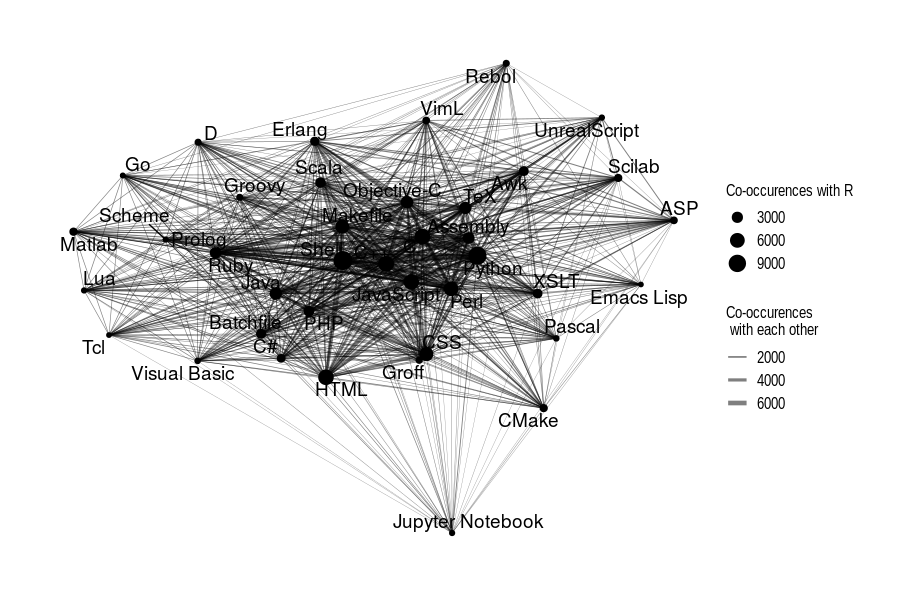 Rebol
VimL
D
Erlang
UnrealScript
Go
Scala
Scilab
Groovy
Objective-C
TeX
Awk
Co-occurences with R
Scheme
Makefile
ASP
3000
Matlab
Prolog
Shell
C
Assembly
6000
Ruby
Python
9000
Lua
Java
JavaScript
Perl
XSLT
Emacs Lisp
Co-occurences
with each other
Batchfile
PHP
Pascal
Tcl
C#
CSS
2000
Visual Basic
Groff
4000
HTML
6000
CMake
Jupyter Notebook